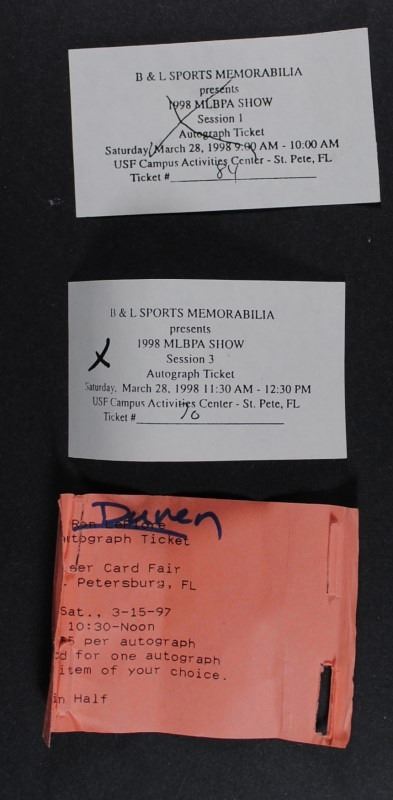 B & L SPORTS MEMORABILIA
presents
1998 MLBPA SHOW
Session 1
Autograph Ticket
Saturday, March 28, 1998 9:00 AM - 10:00 AM
USF Campus Activities Center - St. Pete, FL
Ticket # 84
B & L SPORTS MEMORABILIA
presents
1998 MLBPA SHOW
X
Session 3
Autograph Ticket
Saturday, March 28, 1998 11:30 AM - 12:30 PM
USF Campus Activities Center - St. Pete, FL
Ticket # 70
Ron
utograph Ticket
ser Card Fair
. Petersburg, FL
Sat., 3-15-97
10:30-Noon
5 per autograph
d for one autograph
item of your choice.
in Half